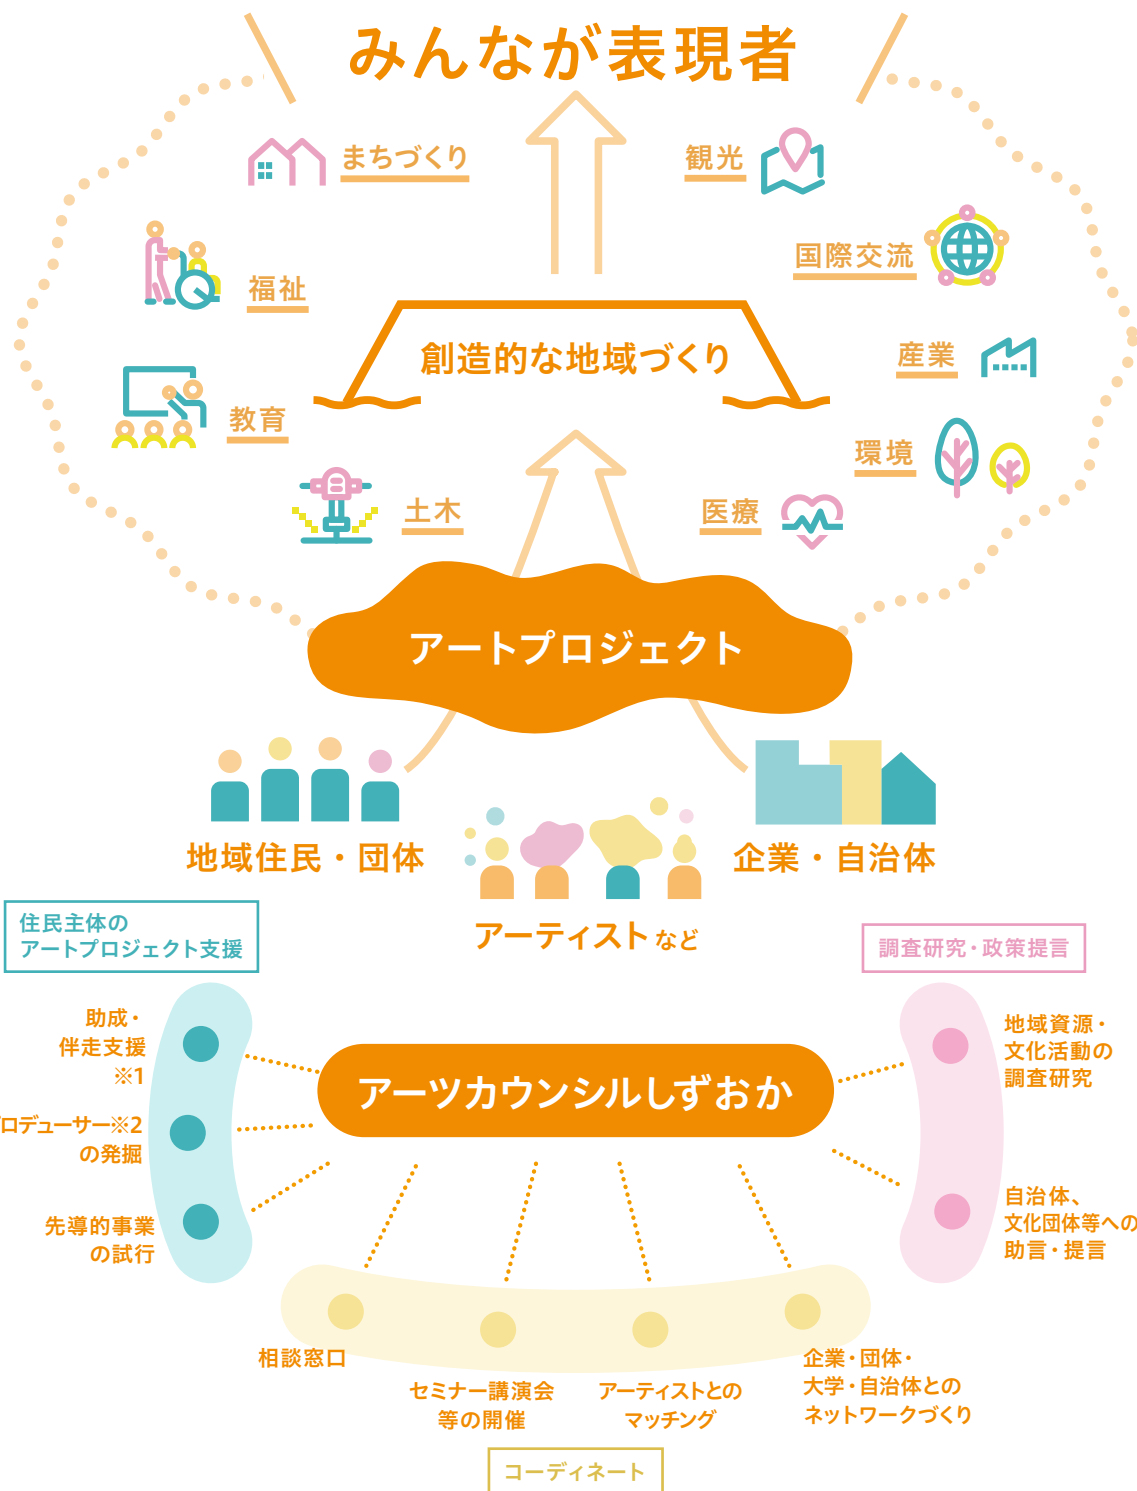 みんなが表現者
まちづくり
観光
福祉
国際交流
創造的な地域づくり
産業
教育
環境
土木
医療
アートプロジェクト
地域住民・団体
企業・自治体
アーティスト など
住民主体の
アートプロジェクト支援
調査研究・政策提言
助成・
伴走支援
※1
ロデューサー※2
の発掘
先導的事業
の試行
アーツカウンシルしずおか
地域資源・
文化活動の
調査研究
自治体、
文化団体等への
助言・提言
相談窓口
セミナー講演会
等の開催
アーティストとの
マッチング
企業・団体・
大学・自治体との
ネットワークづくり
コーディネート